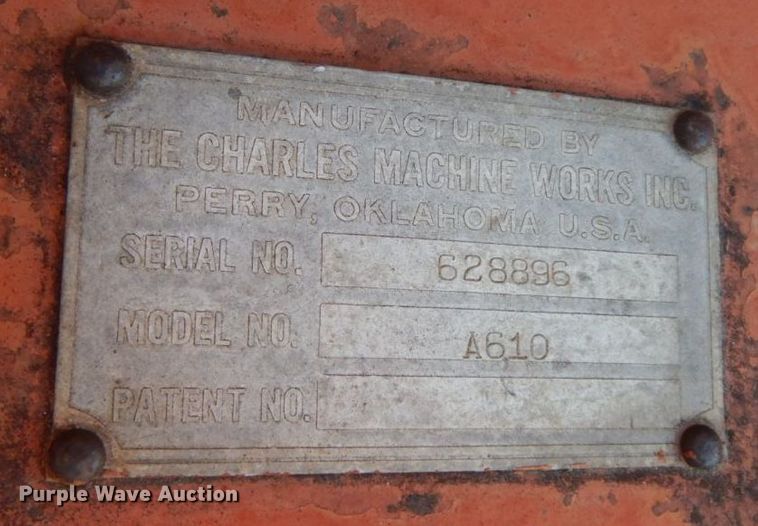 MANUFACTURED BY
THE CHARLES MACHINE WORKS INC.
PERRY, OKLAHOMA U.S.A.
SERIAL NO. 628896
MODEL NO. A610
PATENT NO.
Purple Wave Auction